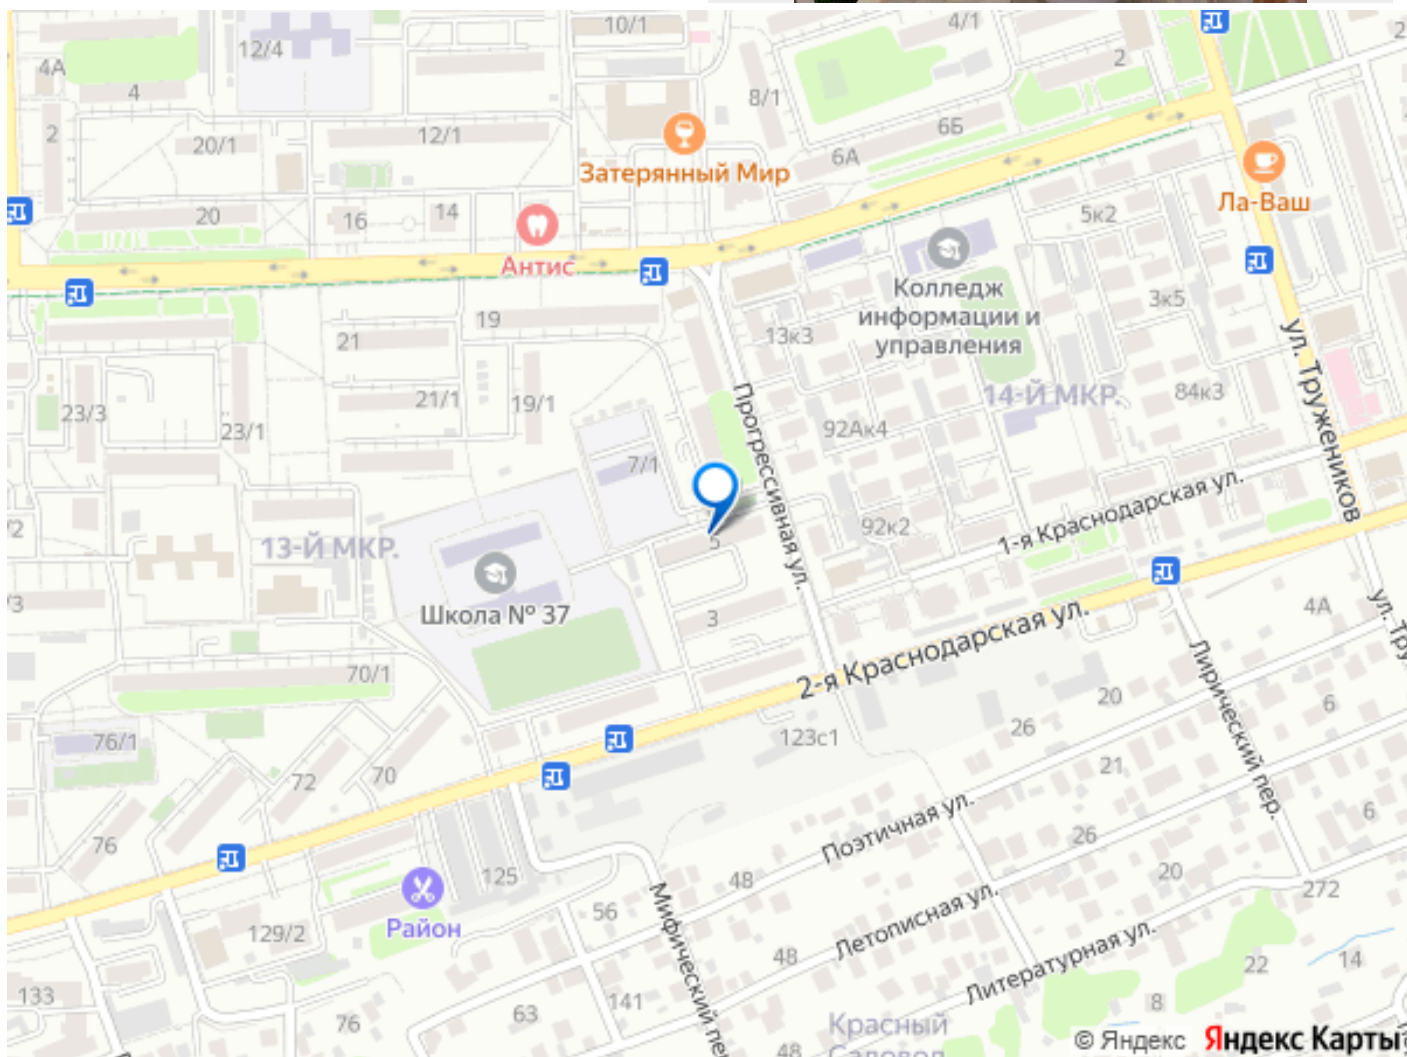 10/1
4/1
12/4
2
4А
4
8/1
2
20/1
12/1
6Б
6А
Затерянный Мир
Ла-Ваш
20
16
14
5к2
Антис
Колледж
информации и
управления
3к5
19
13к3
21
ул. Тружеников
Прогрессивная ул.
14-Й МКР.
84к3
23/3
21/1
19/1
23/1
92Ак4
7/1
1-я Краснодарская ул.
92к2
13-Й МКР.
5
Школа № 37
3
4А
2-я Краснодарская ул.
Лирический пер.
70/1
20
6
26
123с1
76/1
72
70
21
Поэтичная ул.
26
6
76
125
48
20
272
Район
56
Мифический пер.
Летописная ул.
129/2
48
Литературная ул.
22
14
133
141
63
8
76
Красный
Садовод
48
© Яндекс Яндекс Карты